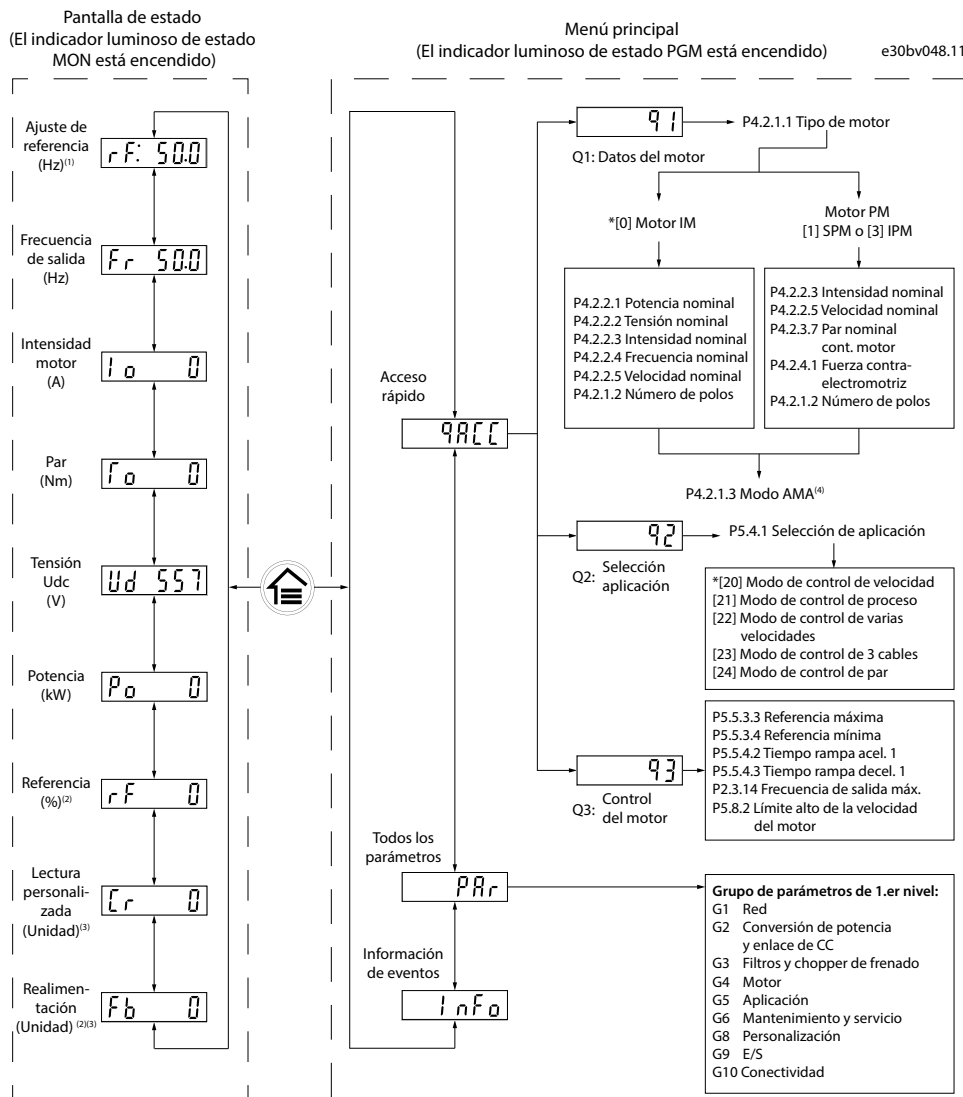 Pantalla de estado
(El indicador luminoso de estado
MON está encendido)
Menú principal
(El indicador luminoso de estado PGM está encendido)
e30bv048.11
Ajuste de
referencia
(Hz)(1)
rF: 50.0
Frecuencia
de salida
(Hz)
Fr 50.0
Intensidad
motor
(A)
Io 0
Par
(Nm)
To 0
Tensión
Udc
(V)
Ud 557
Potencia
(kW)
Po 0
Referencia
(%)(2)
rF 0
Lectura
personali-
zada
(Unidad)(3)
Cr 0
Realimen-
tación
(Unidad) (2)(3)
Fb 0
Acceso
rápido
qACC
Todos los
parámetros
PAr
Información
de eventos
InFo
q1
Q1: Datos del motor
P4.2.1.1 Tipo de motor
*[0] Motor IM
Motor PM
[1] SPM o [3] IPM
P4.2.2.1 Potencia nominal
P4.2.2.2 Tensión nominal
P4.2.2.3 Intensidad nominal
P4.2.2.4 Frecuencia nominal
P4.2.2.5 Velocidad nominal
P4.2.1.2 Número de polos
P4.2.2.3 Intensidad nominal
P4.2.2.5 Velocidad nominal
P4.2.3.7 Par nominal
cont. motor
P4.2.4.1 Fuerza contra-
electromotriz
P4.2.1.2 Número de polos
P4.2.1.3 Modo AMA(4)
q2
Q2: Selección
aplicación
P5.4.1 Selección de aplicación
*[20] Modo de control de velocidad
[21] Modo de control de proceso
[22] Modo de control de varias
velocidades
[23] Modo de control de 3 cables
[24] Modo de control de par
q3
Q3: Control
del motor
P5.5.3.3 Referencia máxima
P5.5.3.4 Referencia mínima
P5.5.4.2 Tiempo rampa acel. 1
P5.5.4.3 Tiempo rampa decel. 1
P2.3.14 Frecuencia de salida máx.
P5.8.2 Límite alto de la velocidad
del motor
Grupo de parámetros de 1.er nivel:
G1 Red
G2 Conversión de potencia
y enlace de CC
G3 Filtros y chopper de frenado
G4 Motor
G5 Aplicación
G6 Mantenimiento y servicio
G8 Personalización
G9 E/S
G10 Conectividad